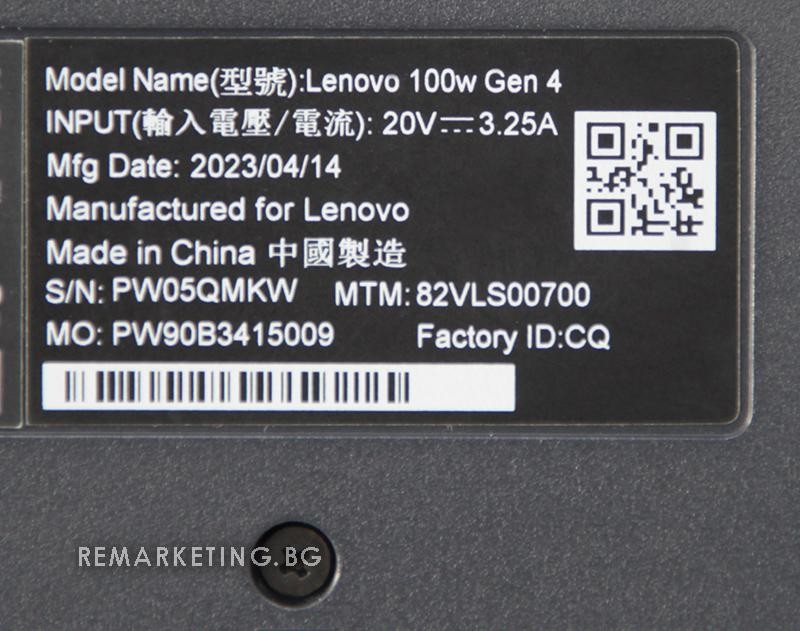 Model Name(型號):Lenovo 100w Gen 4
INPUT(輸入電壓/電流): 20V⎓3.25A
Mfg Date: 2023/04/14
Manufactured for Lenovo
Made in China 中國製造
S/N: PW05QMKW MTM: 82VLS00700
MO: PW90B3415009 Factory ID:CQ
REMARKETING.BG